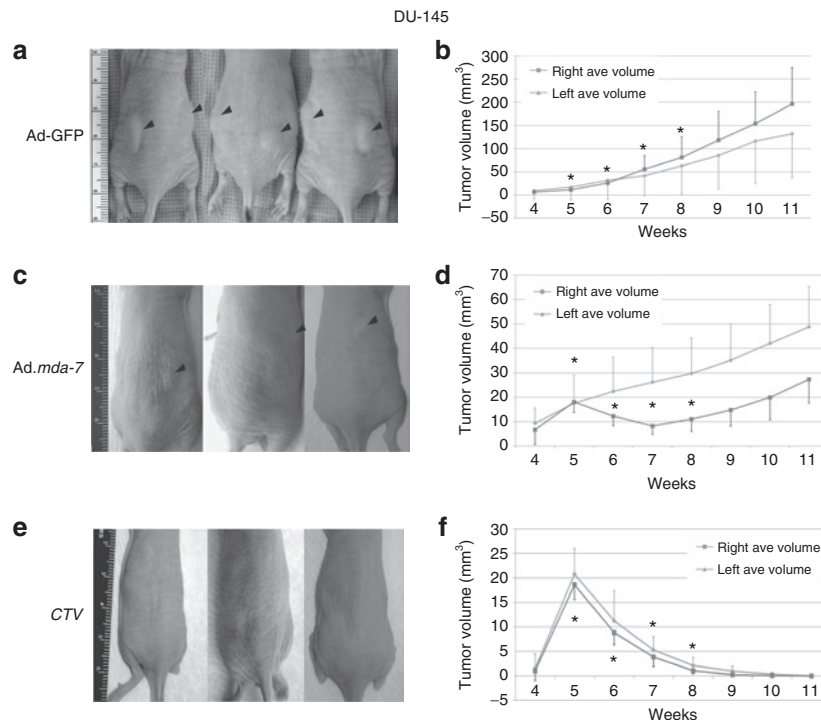 DU-145
a
Ad-GFP
b
Tumor volume (mm³)
300
250
200
150
100
50
0
−50
Right ave volume
Left ave volume
* * * *
4 5 6 7 8 9 10 11
Weeks
c
Ad.mda-7
d
Tumor volume (mm³)
70
60
50
40
30
20
10
0
Right ave volume
Left ave volume
* * * *
4 5 6 7 8 9 10 11
Weeks
e
CTV
f
Tumor volume (mm³)
30
25
20
15
10
5
0
−5
Right ave volume
Left ave volume
* * * *
4 5 6 7 8 9 10 11
Weeks